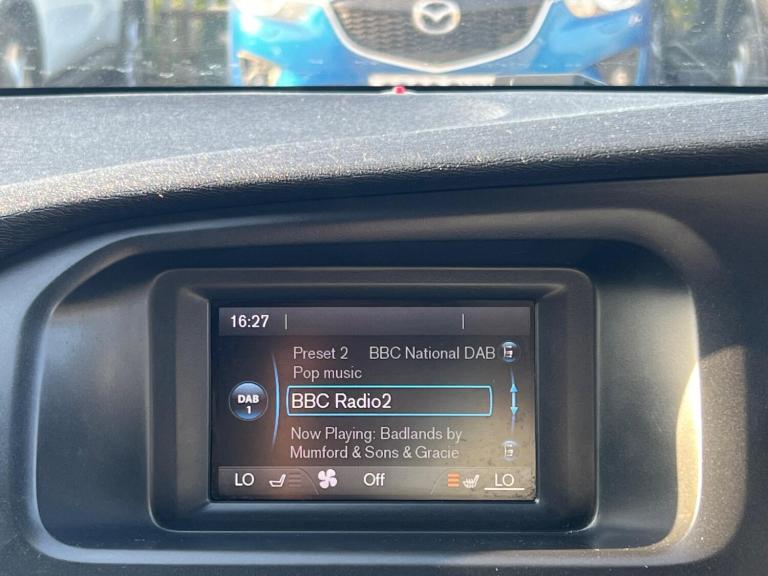 16:27
Preset 2 BBC National DAB
Pop music
DAB
1
BBC Radio2
Now Playing: Badlands by
Mumford & Sons & Gracie
LO Off LO